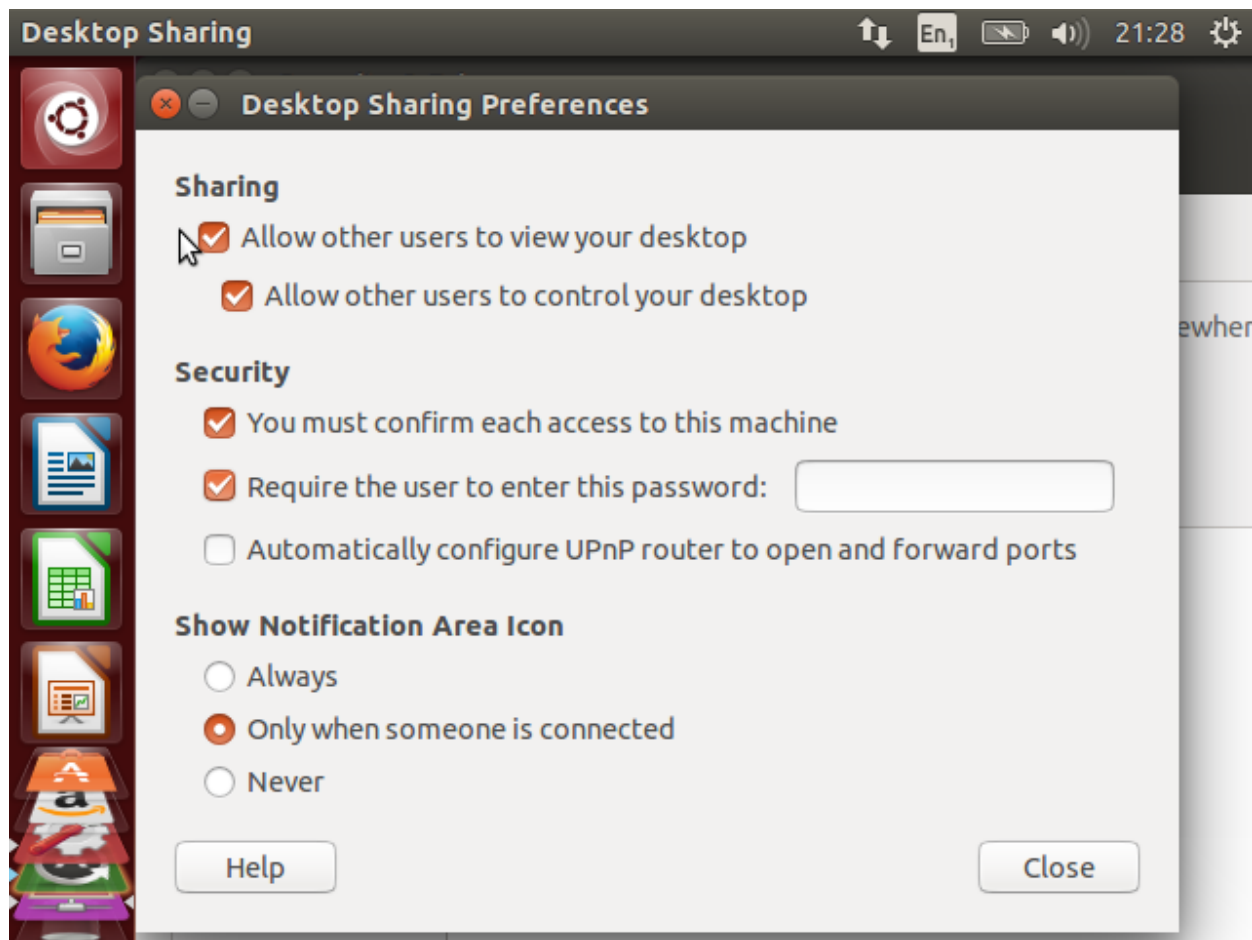 Desktop Sharing
En1
21:28
Desktop Sharing Preferences
Sharing
Allow other users to view your desktop
Allow other users to control your desktop
ewher
Security
You must confirm each access to this machine
Require the user to enter this password:
Automatically configure UPnP router to open and forward ports
Show Notification Area Icon
Always
Only when someone is connected
Never
Help
Close